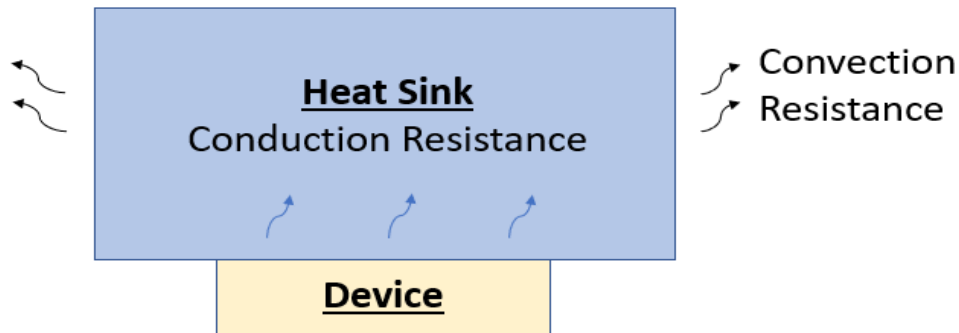 Heat Sink
Conduction Resistance
Convection
Resistance
Device